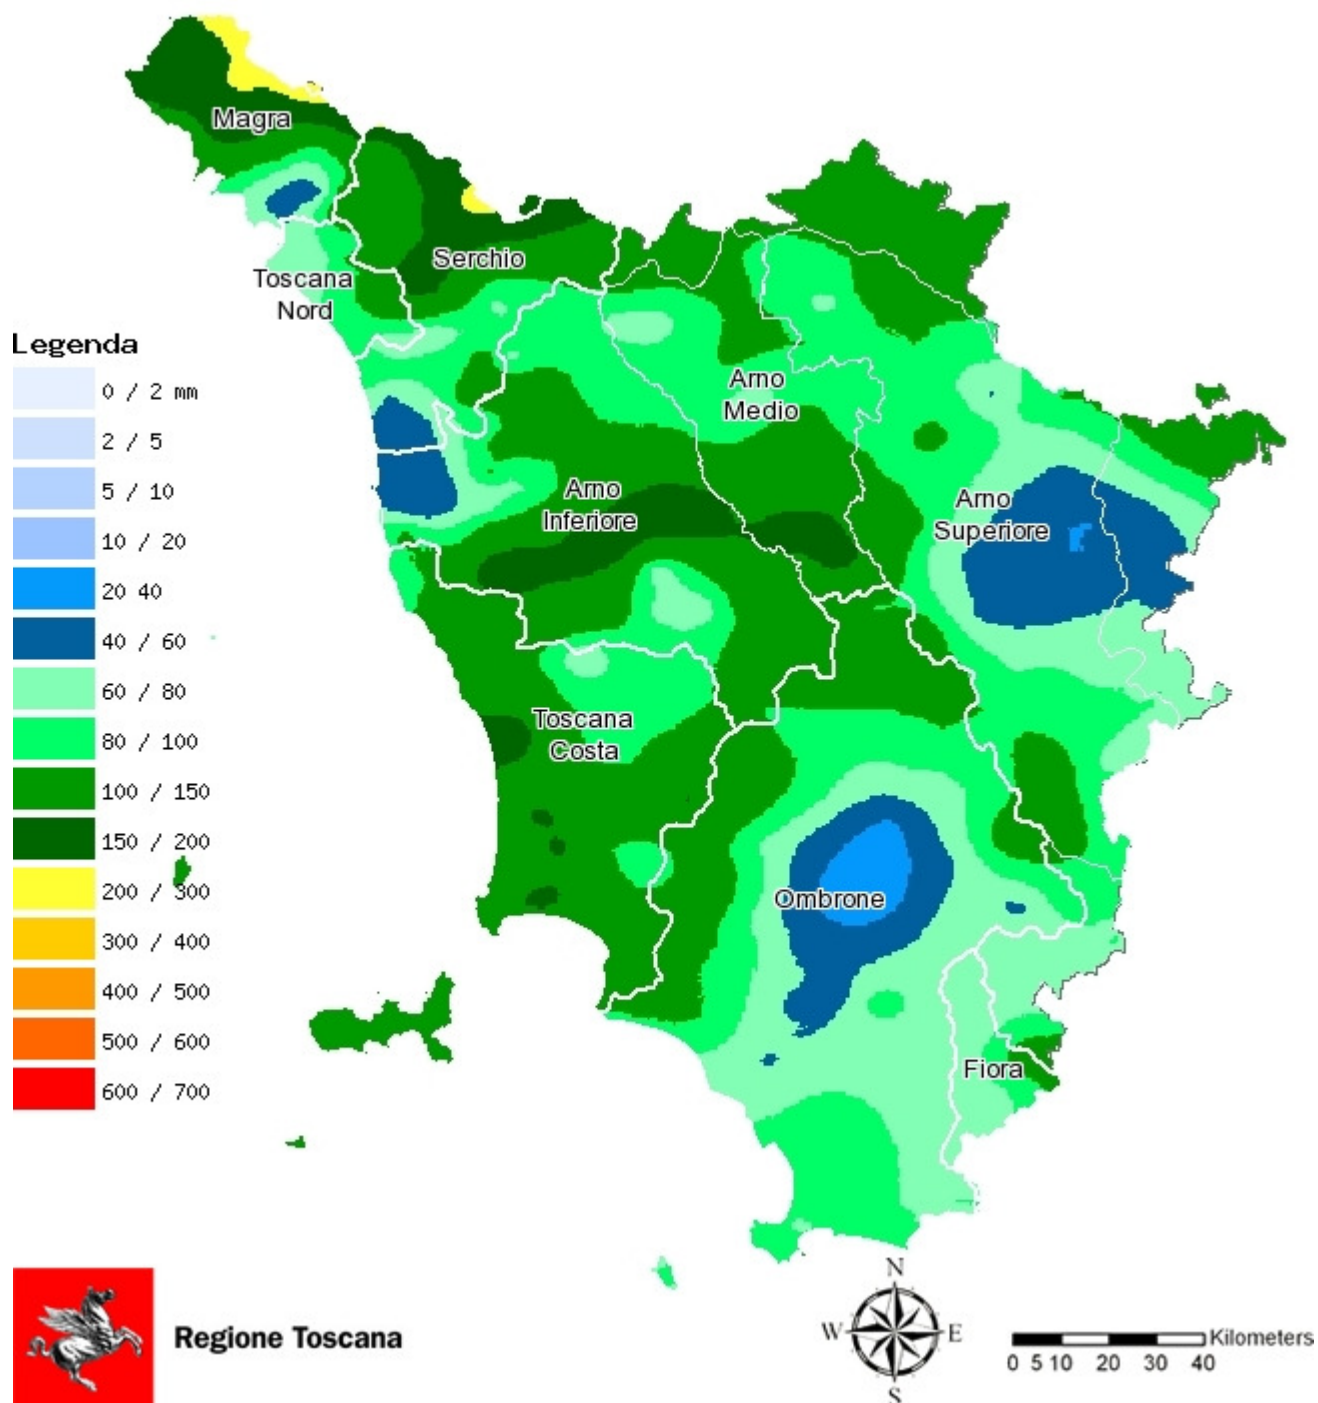 Magra
Serchio
Toscana
Nord
Legenda
0 / 2 mm
2 / 5
5 / 10
10 / 20
20 40
40 / 60
60 / 80
80 / 100
100 / 150
150 / 200
200 / 300
300 / 400
400 / 500
500 / 600
600 / 700
Arno
Medio
Arno
Inferiore
Arno
Superiore
Toscana
Costa
Ombrone
Fiora
Regione Toscana
N
W E
S
Kilometers
0 5 10 20 30 40